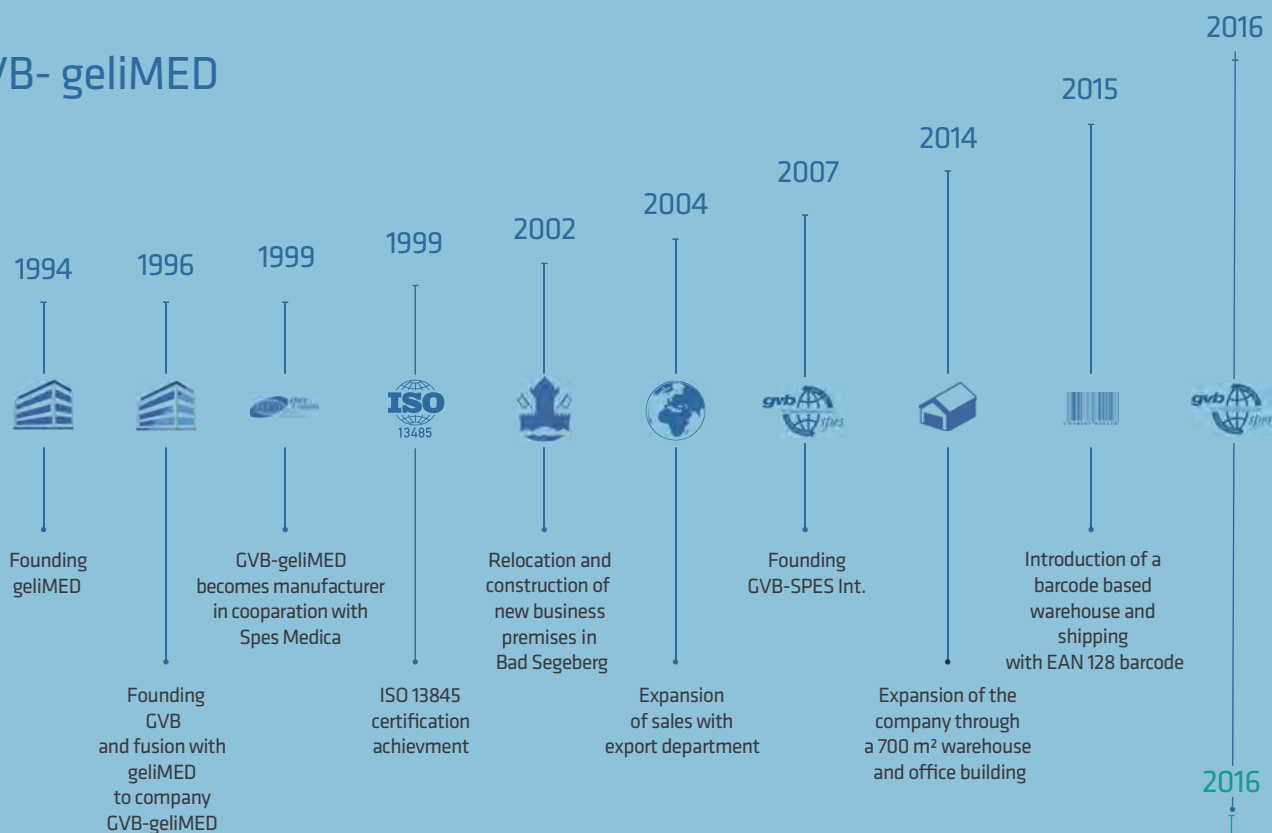 VB- geliMED
1994
1996
1999
1999
2002
2004
2007
2014
2015
2016
ISO
13485
gvb
spes
gvb
spes
Founding
geliMED
Founding
GVB
and fusion with
geliMED
to company
GVB-geliMED
GVB-geliMED
becomes manufacturer
in cooparation with
Spes Medica
ISO 13845
certification
achievment
Relocation and
construction of
new business
premises in
Bad Segeberg
Expansion
of sales with
export department
Founding
GVB-SPES Int.
Expansion of the
company through
a 700 m² warehouse
and office building
Introduction of a
barcode based
warehouse and
shipping
with EAN 128 barcode
2016